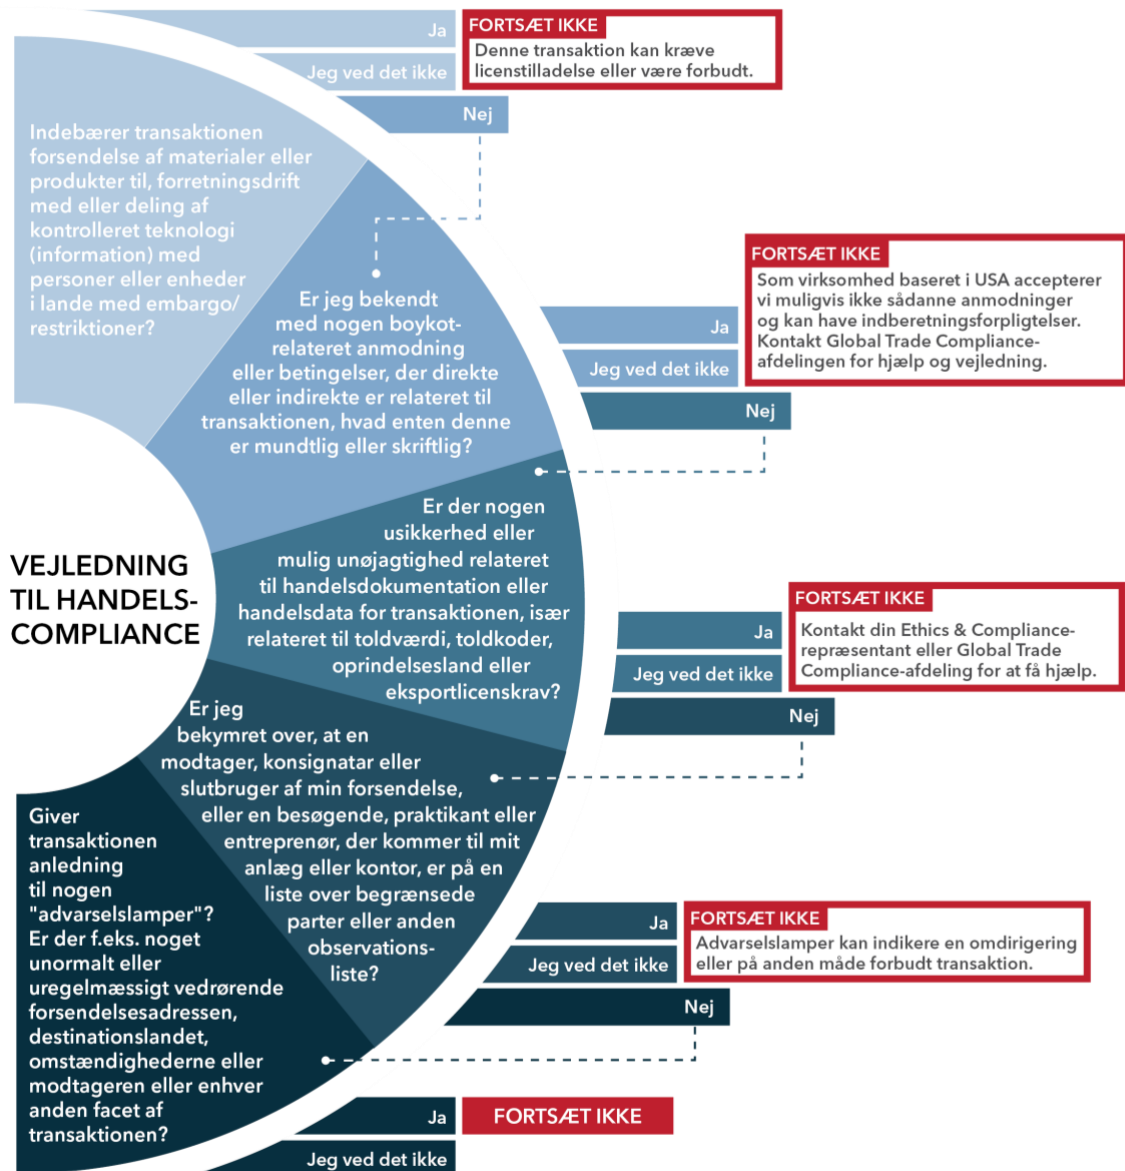 Ja
FORTSÆT IKKE
Denne transaktion kan kræve
licenstilladelse eller være forbudt.
Jeg ved det ikke
Nej
Indebærer transaktionen
forsendelse af materialer eller
produkter til, forretningsdrift
med eller deling af
kontrolleret teknologi
(information) med
personer eller enheder
i lande med embargo/
restriktioner?
Er jeg bekendt
med nogen boykot-
relateret anmodning
eller betingelser, der direkte
eller indirekte er relateret til
transaktionen, hvad enten denne
er mundtlig eller skriftlig?
FORTSÆT IKKE
Som virksomhed baseret i USA accepterer
vi muligvis ikke sådanne anmodninger
og kan have indberetningsforpligtelser.
Kontakt Global Trade Compliance-
afdelingen for hjælp og vejledning.
Ja
Jeg ved det ikke
Nej
VEJLEDNING
TIL HANDELS-
COMPLIANCE
Er der nogen
usikkerhed eller
mulig unøjagtighed relateret
til handelsdokumentation eller
handelsdata for transaktionen, især
relateret til toldværdi, toldkoder,
oprindelsesland eller
eksportlicenskrav?
Ja
Jeg ved det ikke
Nej
FORTSÆT IKKE
Kontakt din Ethics & Compliance-
repræsentant eller Global Trade
Compliance-afdeling for at få hjælp.
Er jeg
bekymret over, at en
modtager, konsignatar eller
slutbruger af min forsendelse,
eller en besøgende, praktikant eller
entreprenør, der kommer til mit
anlæg eller kontor, er på en
liste over begrænsede
parter eller anden
observations-
liste?
Ja
Jeg ved det ikke
Nej
FORTSÆT IKKE
Advarselslamper kan indikere en omdirigering
eller på anden måde forbudt transaktion.
Giver
transaktionen
anledning
til nogen
"advarselslamper"?
Er der f.eks. noget
unormalt eller
uregelmæssigt vedrørende
forsendelsesadressen,
destinationslandet,
omstændighederne eller
modtageren eller enhver
anden facet af
transaktionen?
Ja
FORTSÆT IKKE
Jeg ved det ikke